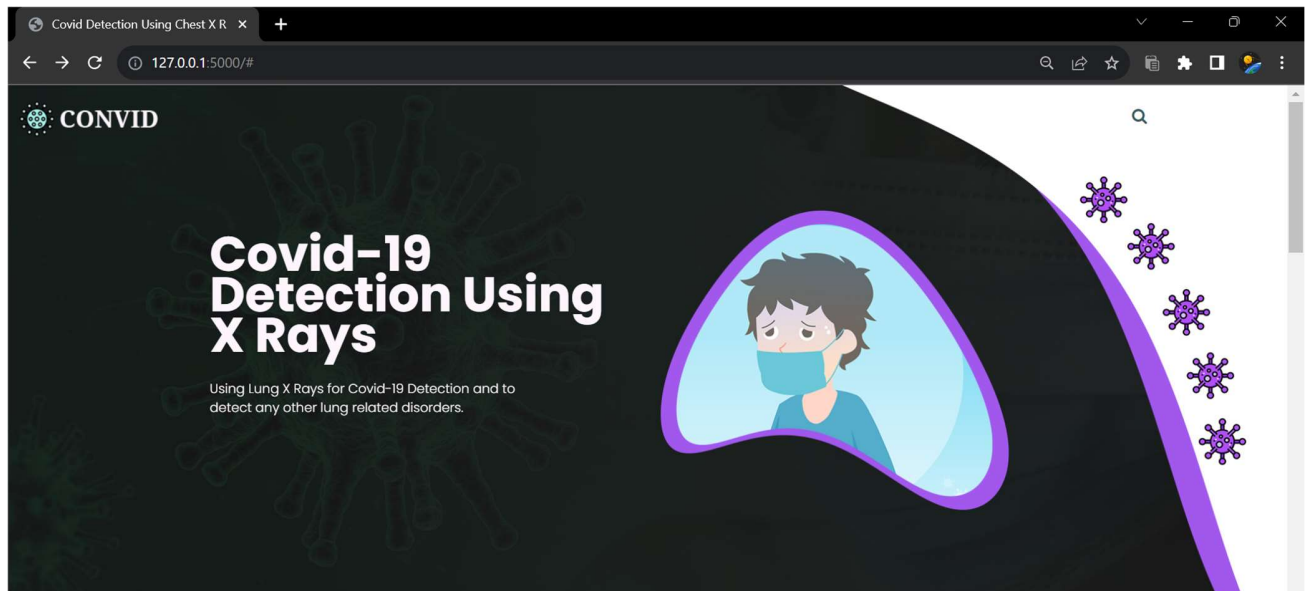 Covid Detection Using Chest X R
127.0.0.1:5000/#
CONVID
Covid-19
Detection Using
X Rays
Using Lung X Rays for Covid-19 Detection and to
detect any other lung related disorders.